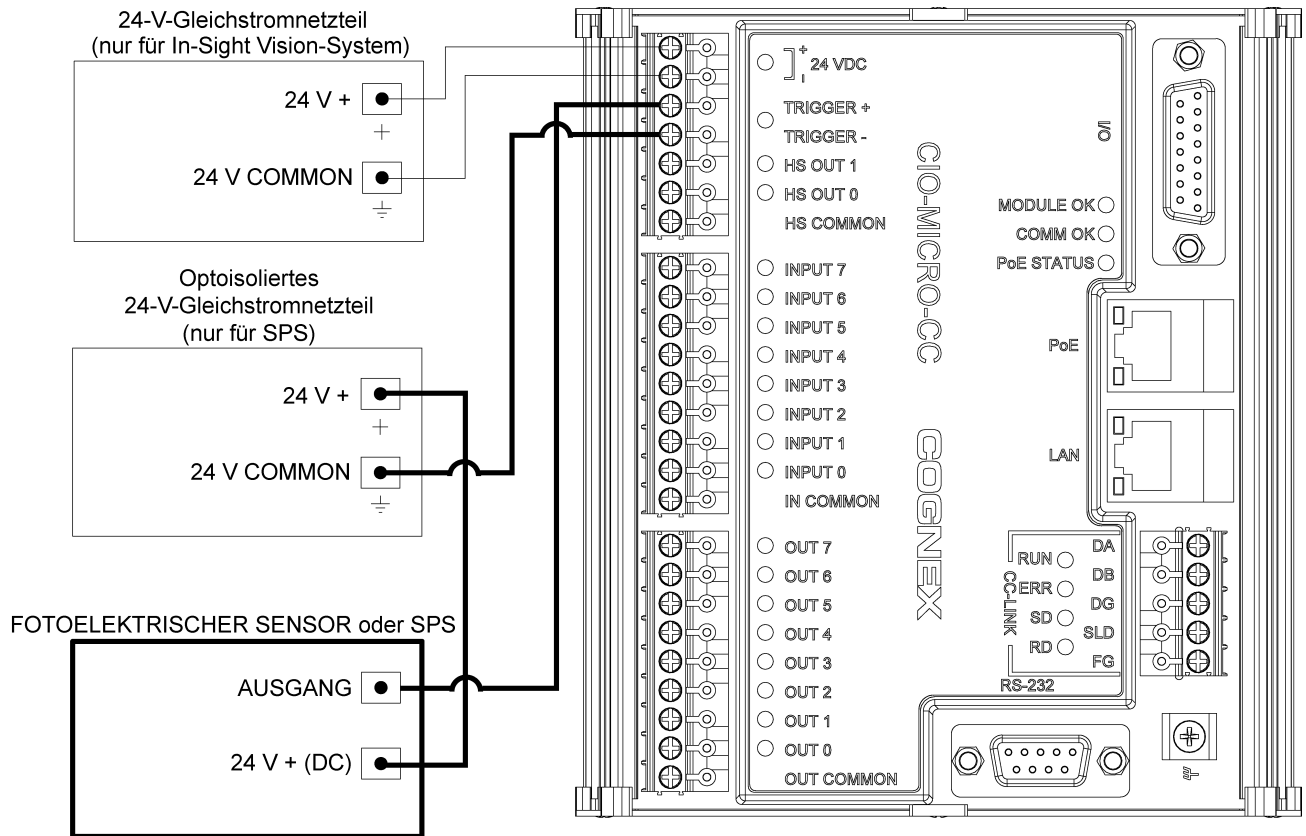 24-V-Gleichstromnetzteil
(nur für In-Sight Vision-System)
24 V +
24 V COMMON
Optoisoliertes
24-V-Gleichstromnetzteil
(nur für SPS)
24 V +
24 V COMMON
FOTOELEKTRISCHER SENSOR oder SPS
AUSGANG
24 V + (DC)
+
-
24 VDC
TRIGGER +
TRIGGER -
HS OUT 1
HS OUT 0
HS COMMON
INPUT 7
INPUT 6
INPUT 5
INPUT 4
INPUT 3
INPUT 2
INPUT 1
INPUT 0
IN COMMON
OUT 7
OUT 6
OUT 5
OUT 4
OUT 3
OUT 2
OUT 1
OUT 0
OUT COMMON
CIO-MICRO-CC
COGNEX
I/O
MODULE OK
COMM OK
PoE STATUS
PoE
LAN
CC-LINK
RUN
ERR
SD
RD
DA
DB
DG
SLD
FG
RS-232